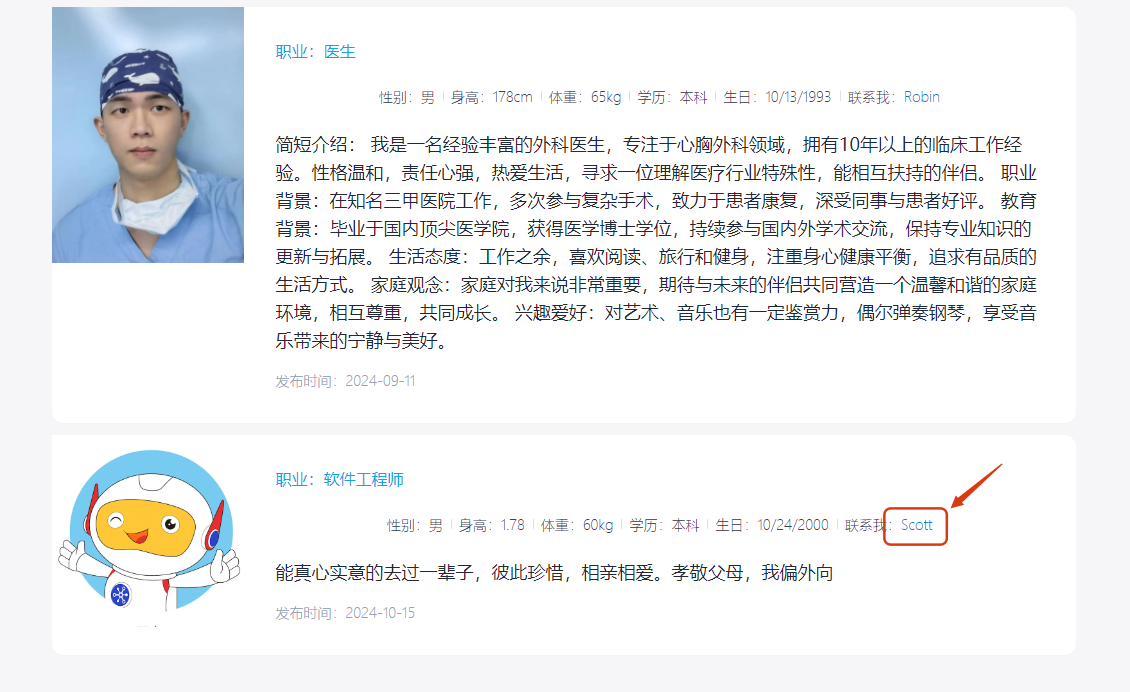 职业：医生
性别：男 身高：178cm 体重：65kg 学历：本科 生日：10/13/1993 联系我：Robin
简短介绍： 我是一名经验丰富的外科医生，专注于心胸外科领域，拥有10年以上的临床工作经
验。性格温和，责任心强，热爱生活，寻求一位理解医疗行业特殊性，能相互扶持的伴侣。 职业
背景：在知名三甲医院工作，多次参与复杂手术，致力于患者康复，深受同事与患者好评。 教育
背景：毕业于国内顶尖医学院，获得医学博士学位，持续参与国内外学术交流，保持专业知识的
更新与拓展。 生活态度：工作之余，喜欢阅读、旅行和健身，注重身心健康平衡，追求有品质的
生活方式。 家庭观念：家庭对我来说非常重要，期待与未来的伴侣共同营造一个温馨和谐的家庭
环境，相互尊重，共同成长。 兴趣爱好：对艺术、音乐也有一定鉴赏力，偶尔弹奏钢琴，享受音
乐带来的宁静与美好。
发布时间：2024-09-11
职业：软件工程师
性别：男 身高：1.78 体重：60kg 学历：本科 生日：10/24/2000 联系我：Scott
能真心实意的去过一辈子，彼此珍惜，相亲相爱。孝敬父母，我偏外向
发布时间：2024-10-15